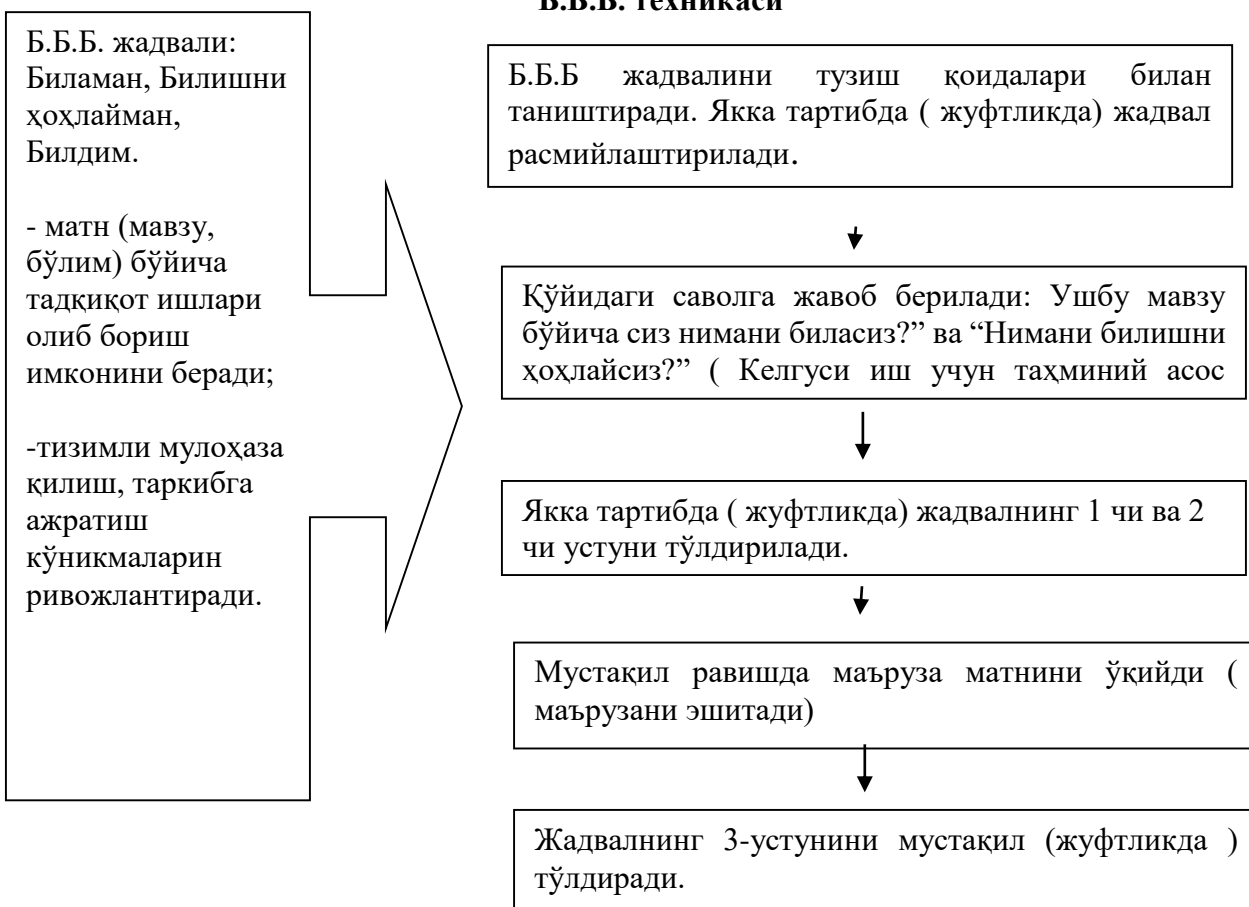 Б.Б.Б. техникаси
Б.Б.Б. жадвали:
Биламан, Билишни
ҳоҳлайман,
Билдим.
- матн (мавзу,
бўлим) бўйича
тадқиқот ишлари
олиб бориш
имконини беради;
-тизимли мулоҳаза
қилиш, таркибга
ажратиш
кўникмаларин
ривожлантиради.
Б.Б.Б жадвалини тузиш қоидалари билан
таништиради. Якка тартибда ( жуфтликда) жадвал
расмийлаштирилади.
Қўйидаги саволга жавоб берилади: Ушбу мавзу
бўйича сиз нимани биласиз?” ва “Нимани билишни
ҳоҳлайсиз?” ( Келгуси иш учун таҳминий асос
Якка тартибда ( жуфтликда) жадвалнинг 1 чи ва 2
чи устуни тўлдирилади.
Мустақил равишда маъруза матнини ўқийди (
маърузани эшитади)
Жадвалнинг 3-устунини мустақил (жуфтликда )
тўлдиради.